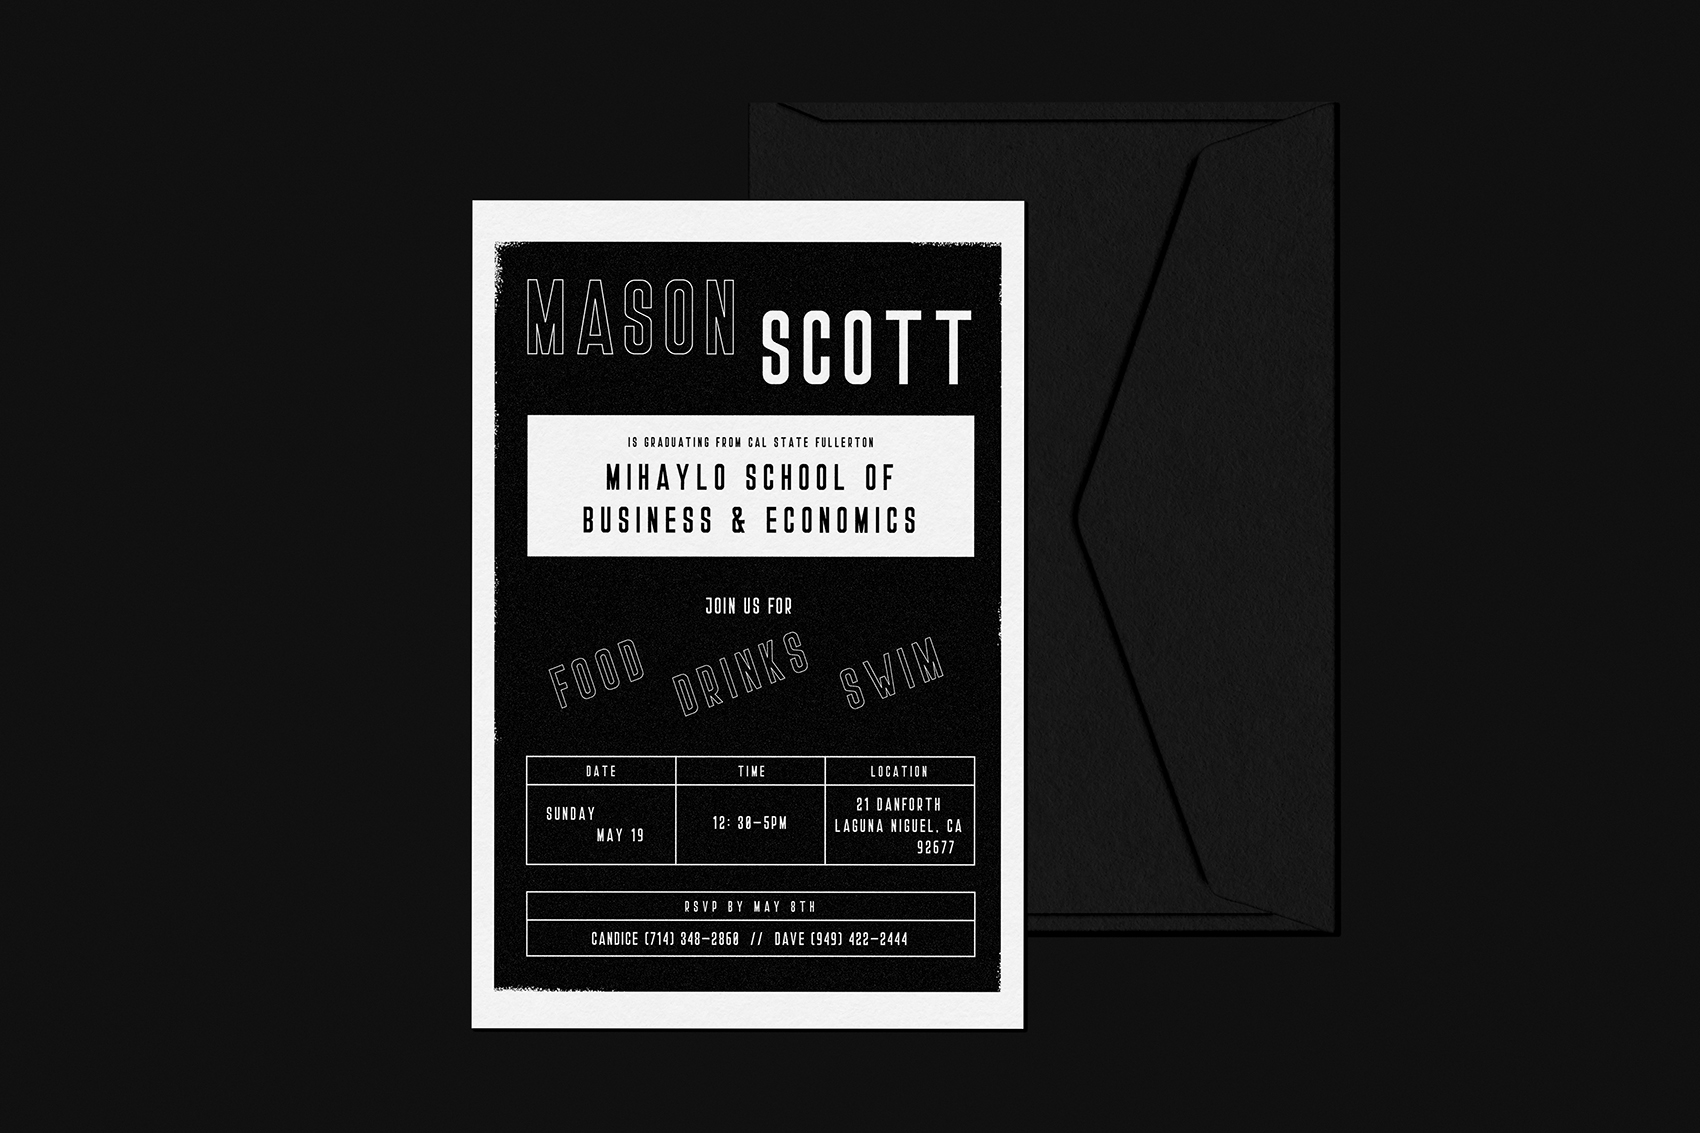 MASON
SCOTT
IS GRADUATING FROM CAL STATE FULLERTON
MIHAYLO SCHOOL OF
BUSINESS & ECONOMICS
JOIN US FOR
FOOD DRINKS SWIM
DATE TIME LOCATION
SUNDAY
MAY 19
12: 30–5PM
21 DANFORTH
LAGUNA NIGUEL, CA
92677
RSVP BY MAY 8TH
CANDICE (714) 348–2860 // DAVE (949) 422–2444